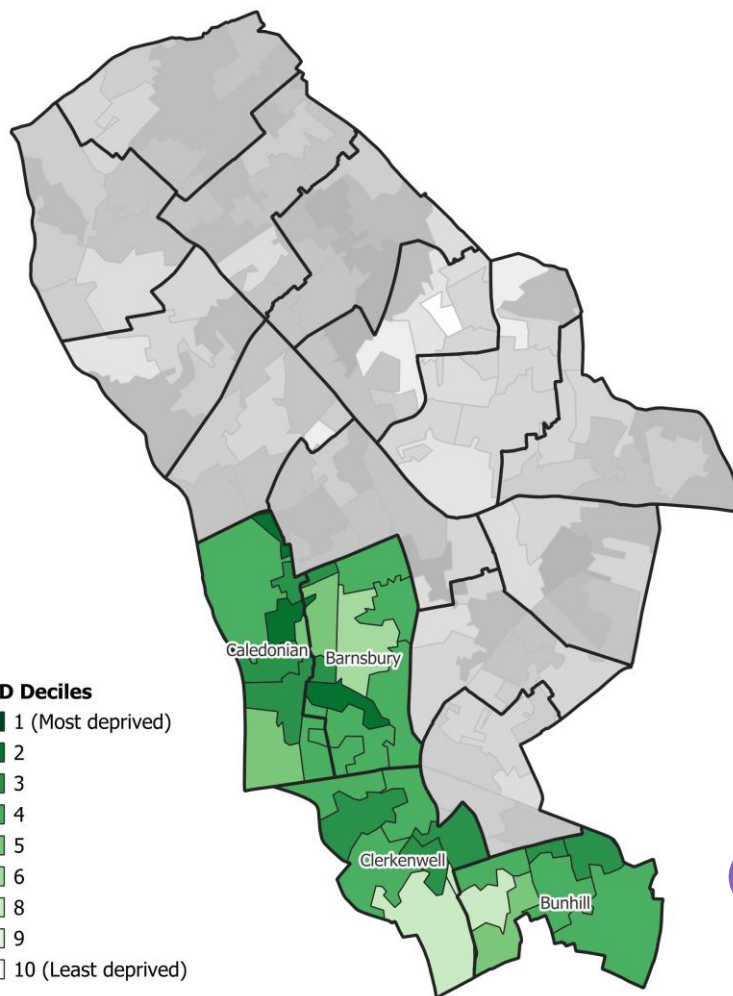 Caledonian
Barnsbury
D Deciles
1 (Most deprived)
2
3
4
5
6
8
9
10 (Least deprived)
Clerkenwell
Bunhill